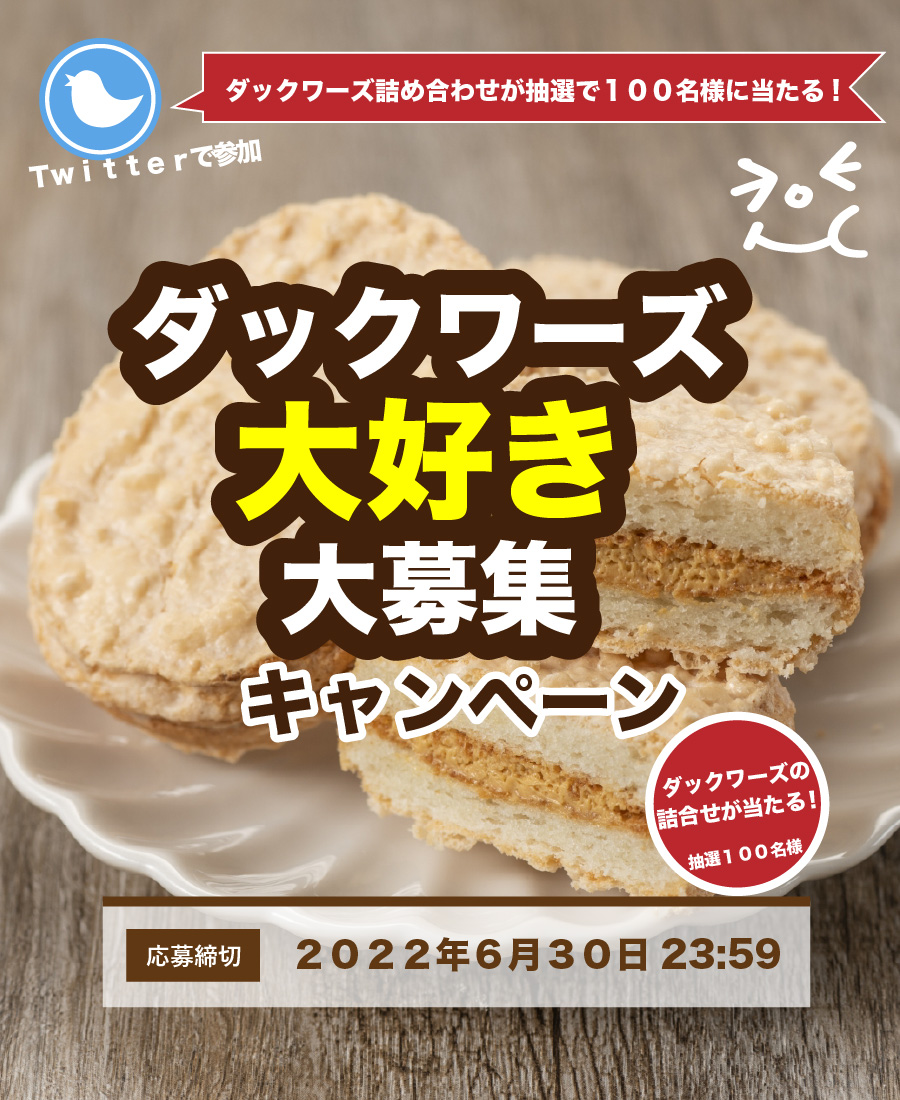 ダックワーズ詰め合わせが抽選で１００名様に当たる！
Ｔｗｉｔｔｅｒで参加
ダックワーズ
大好き
大募集
キャンペーン
ダックワーズの
詰合せが当たる！
抽選１００名様
応募締切 ２０２２年６月３０日 23:59